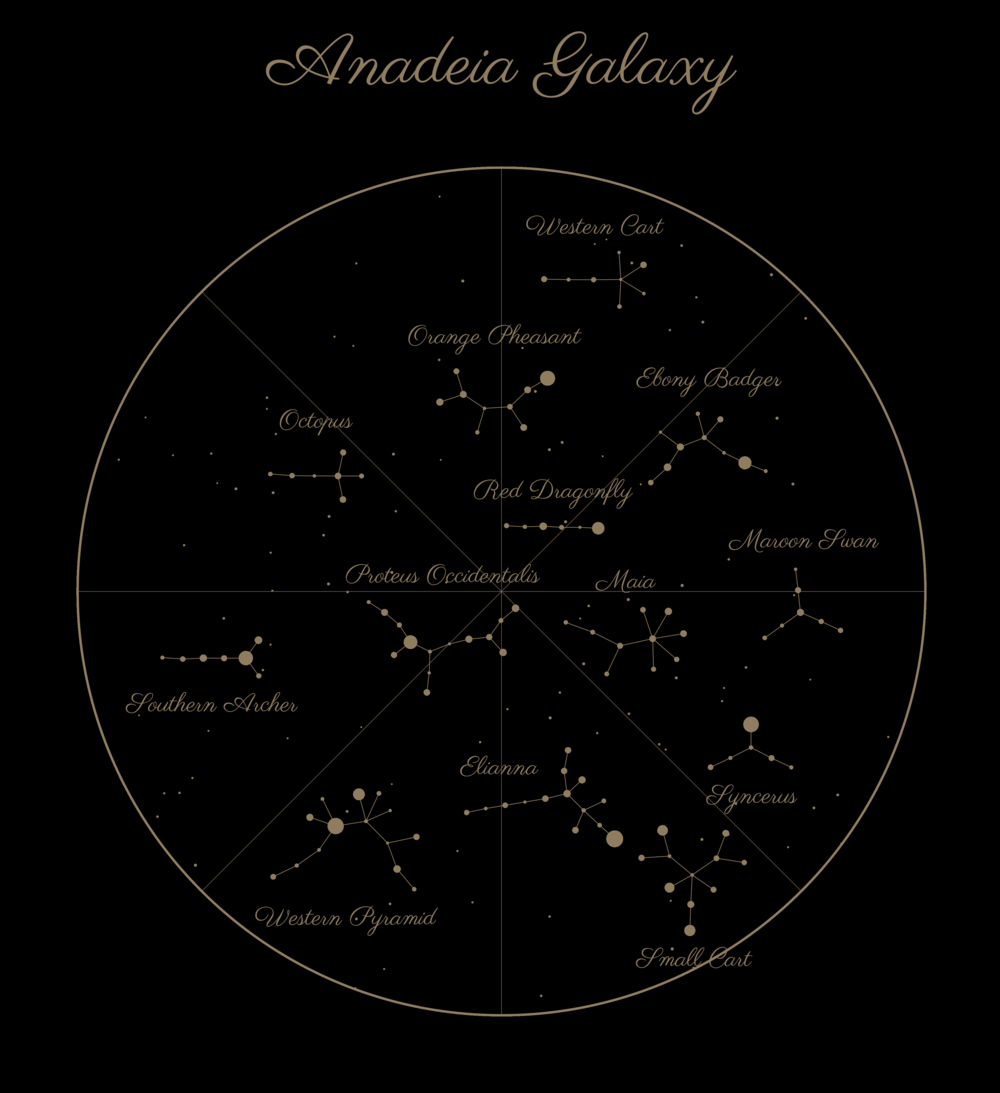 Anadeia Galaxy
Western Cart
Orange Pheasant
Ebony Badger
Octopus
Red Dragonfly
Maroon Swan
Proteus Occidentalis
Maia
Southern Archer
Elianna
Syncerus
Western Pyramid
Small Cart